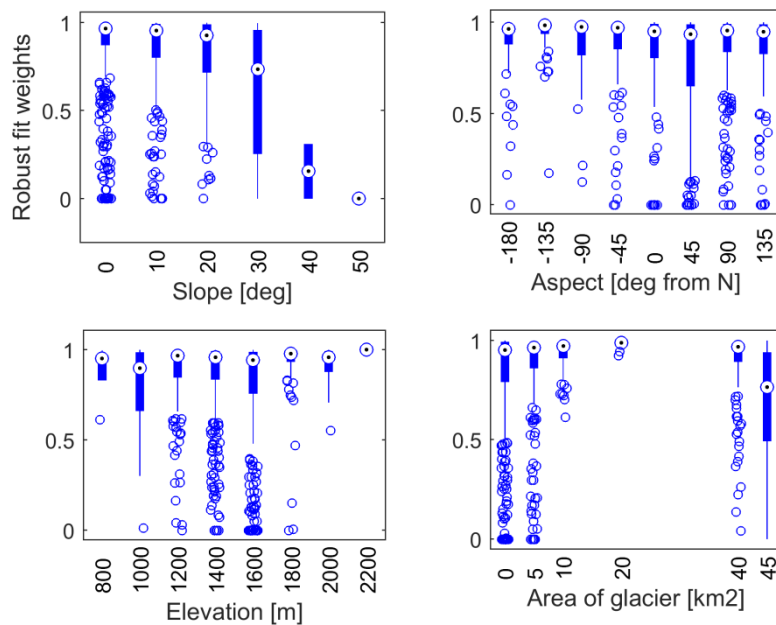 Robust fit weights
1
0.5
0
0 10 20 30 40 50
Slope [deg]
1
0.5
0
-180 -135 -90 -45 0 45 90 135
Aspect [deg from N]
1
0.5
0
800 1000 1200 1400 1600 1800 2000 2200
Elevation [m]
1
0.5
0
0 5 10 20 40 45
Area of glacier [km2]